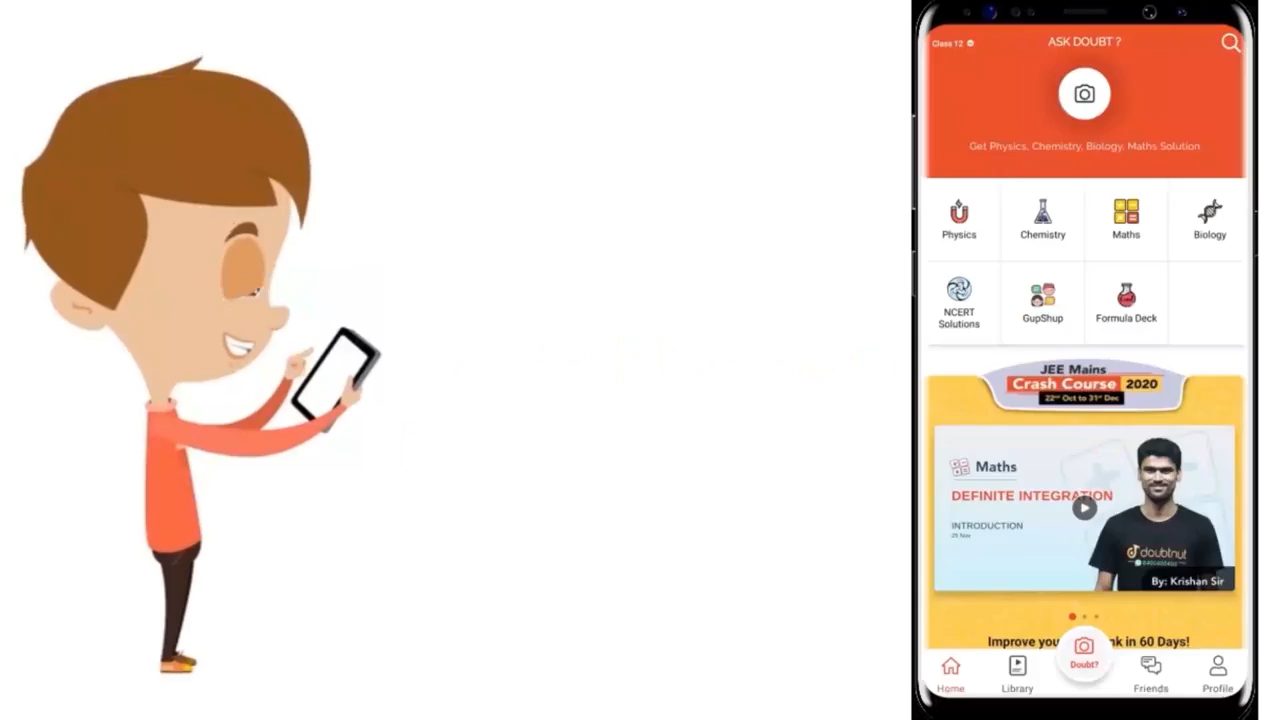 Class 12
ASK DOUBT ?
Get Physics, Chemistry, Biology, Maths Solution
Physics
Chemistry
Maths
Biology
NCERT
Solutions
GupShup
Formula Deck
JEE Mains
Crash Course 2020
22nd Oct to 31st Dec
Maths
DEFINITE INTEGRATION
INTRODUCTION
doubtnut
By: Krishan Sir
Improve you nk in 60 Days!
Doubt?
Home
Library
Friends
Profile